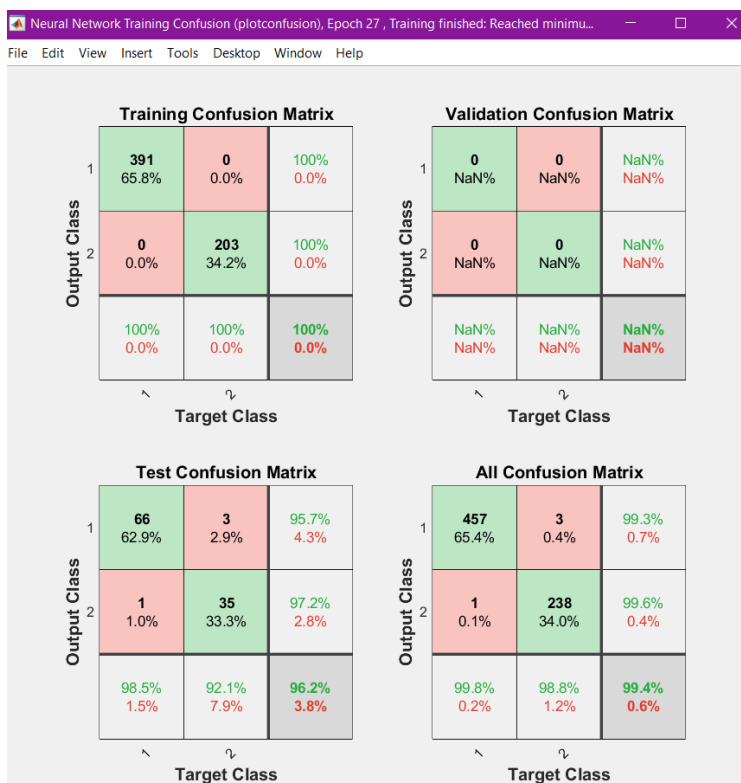 Neural Network Training Confusion (plotconfusion), Epoch 27 , Training finished: Reached minimu...
File Edit View Insert Tools Desktop Window Help
Training Confusion Matrix
Output Class
1
391
65.8%
0
0.0%
100%
0.0%
2
0
0.0%
203
34.2%
100%
0.0%
100%
0.0%
100%
0.0%
100%
0.0%
1
2
Target Class
Validation Confusion Matrix
Output Class
1
0
NaN%
0
NaN%
NaN%
NaN%
2
0
NaN%
0
NaN%
NaN%
NaN%
NaN%
NaN%
NaN%
NaN%
NaN%
NaN%
1
2
Target Class
Test Confusion Matrix
Output Class
1
66
62.9%
3
2.9%
95.7%
4.3%
2
1
1.0%
35
33.3%
97.2%
2.8%
98.5%
1.5%
92.1%
7.9%
96.2%
3.8%
1
2
Target Class
All Confusion Matrix
Output Class
1
457
65.4%
3
0.4%
99.3%
0.7%
2
1
0.1%
238
34.0%
99.6%
0.4%
99.8%
0.2%
98.8%
1.2%
99.4%
0.6%
1
2
Target Class